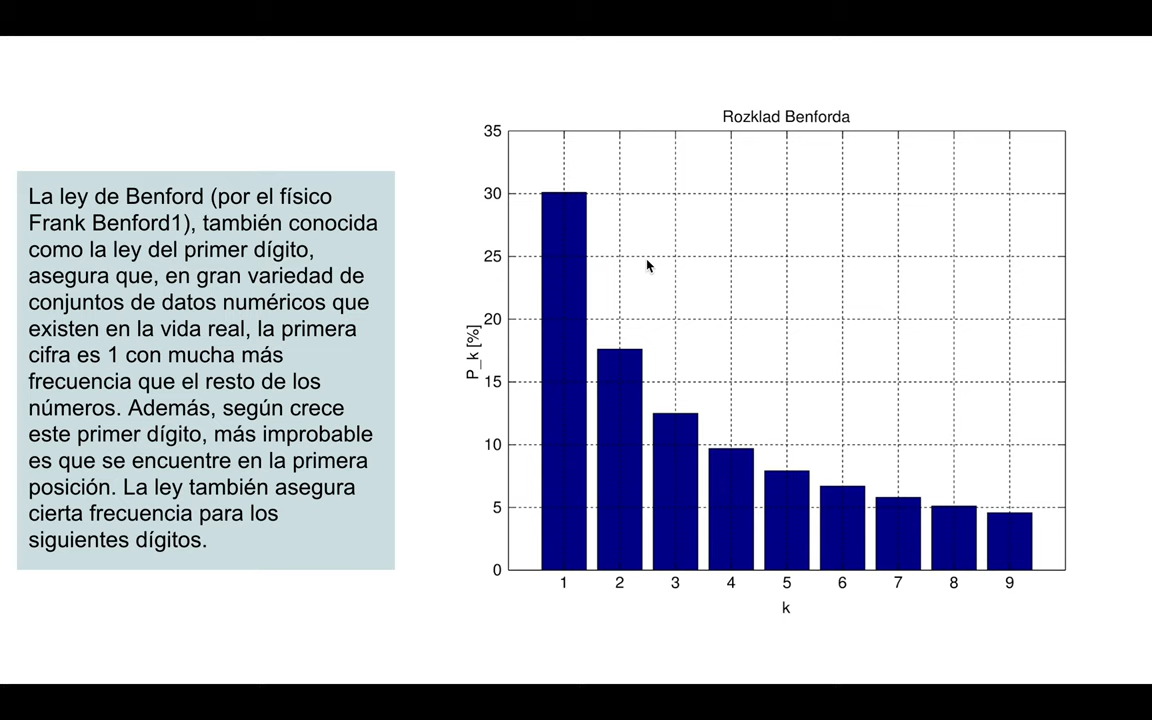 La ley de Benford (por el físico
Frank Benford1), también conocida
como la ley del primer dígito,
asegura que, en gran variedad de
conjuntos de datos numéricos que
existen en la vida real, la primera
cifra es 1 con mucha más
frecuencia que el resto de los
números. Además, según crece
este primer dígito, más improbable
es que se encuentre en la primera
posición. La ley también asegura
cierta frecuencia para los
siguientes dígitos.
Rozklad Benforda
35
30
25
20
15
10
5
0
P_k [%]
1 2 3 4 5 6 7 8 9
k